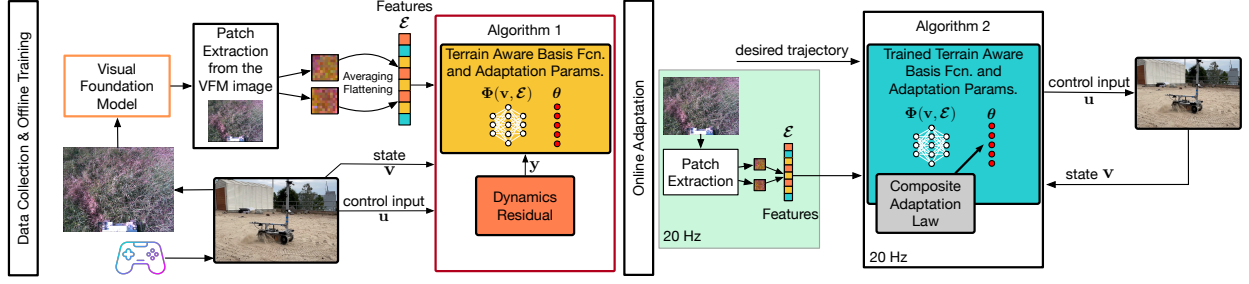 Data Collection & Offline Training
Visual
Foundation
Model
Patch
Extraction
from the
VFM image
Averaging
Flattening
Features
ℰ
state
v
control input
u
Algorithm 1
Terrain Aware Basis Fcn.
and Adaptation Params.
Φ(v, ℰ)
θ
y
Dynamics
Residual
Online Adaptation
desired trajectory
Patch
Extraction
ℰ
Features
20 Hz
Algorithm 2
Trained Terrain Aware
Basis Fcn. and
Adaptation Params.
Φ(v, ℰ)
θ
Composite
Adaptation
Law
20 Hz
control input
u
state v